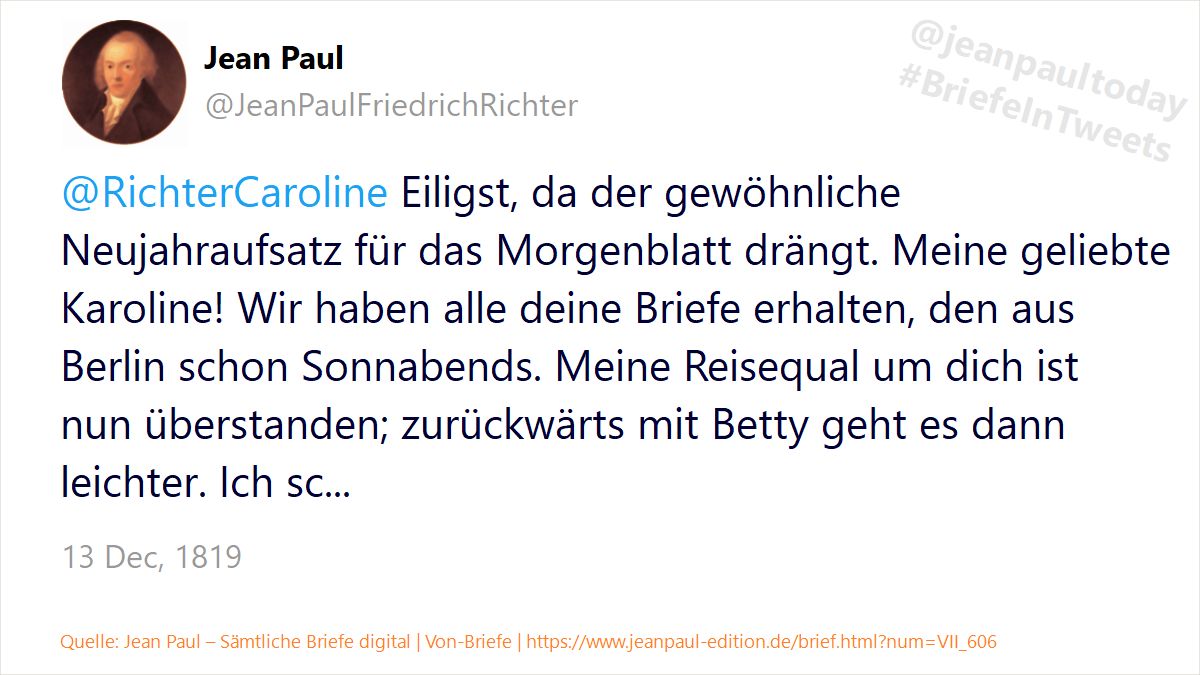 Jean Paul
@JeanPaulFriedrichRichter
@jeanpaultoday
#BriefeInTweets
@RichterCaroline Eiligst, da der gewöhnliche
Neujahraufsatz für das Morgenblatt drängt. Meine geliebte
Karoline! Wir haben alle deine Briefe erhalten, den aus
Berlin schon Sonnabends. Meine Reisequal um dich ist
nun überstanden; zurückwärts mit Betty geht es dann
leichter. Ich sc...
13 Dec, 1819
Quelle: Jean Paul – Sämtliche Briefe digital | Von-Briefe | https://www.jeanpaul-edition.de/brief.html?num=VII_606